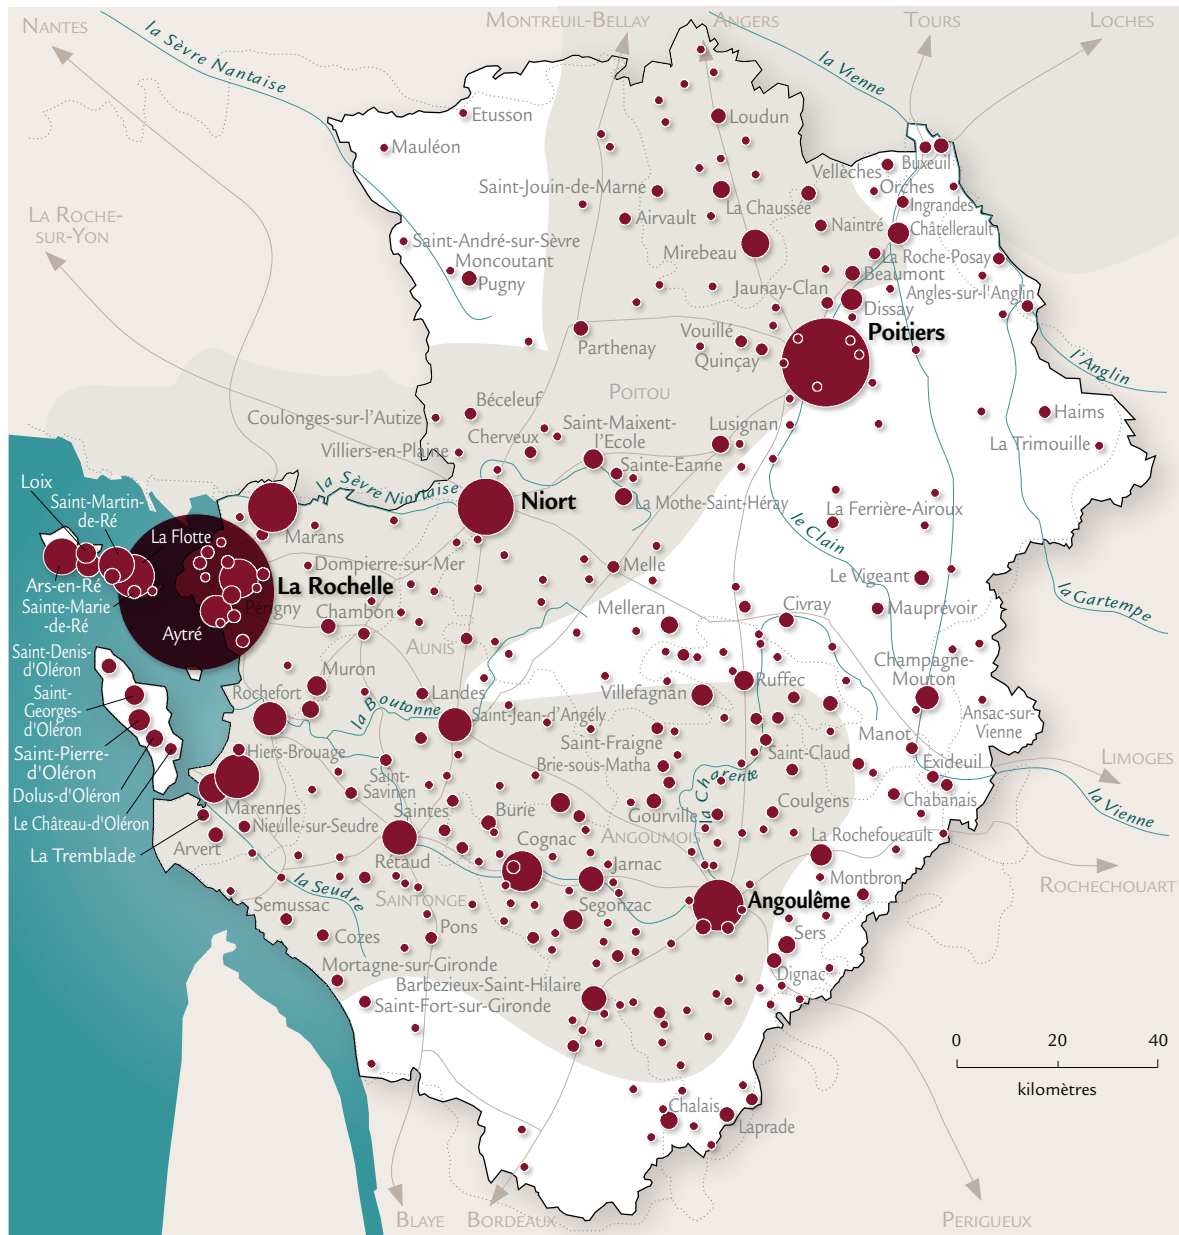 NANTES
MONTREUIL-BELLAY
ANGERS
TOURS
LOCHES
la Sèvre Nantaise
la Vienne
Etusson
Loudun
Mauléon
Buxeuil
Vellèches
Saint-Jouin-de-Marne
Orches
Ingrandes
La Chaussée
LA ROCHE-
SUR-YON
Airvault
Naintré
Châtellerault
Saint-André-sur-Sèvre
Mirebeau
La Roche-Posay
Moncoutant
Beaumont
Pugny
Jaunay-Clan
Angles-sur-l'Anglin
Dissay
Vouillé
Poitiers
Parthenay
Quinçay
l'Anglin
POITOU
Béceleuf
Coulonges-sur-l'Autize
Haims
Saint-Maixent-
l'Ecole
Lusignan
Cherveux
La Trimouille
Villiers-en-Plaine
Sainte-Eanne
Loix
la Sèvre Niortaise
Saint-Martin-
de-Ré
Niort
La Mothe-Saint-Héray
La Ferrière-Airoux
La Flotte
Marans
le Clain
Dompierre-sur-Mer
Melle
Ars-en-Ré
La Rochelle
Le Vigeant
la Gartempe
Sainte-Marie
-de-Ré
Périgny
Chambon
Melleran
Civray
Mauprévoir
Aytré
AUNIS
Saint-Denis-
d'Oléron
Champagne-
Mouton
Muron
Ruffec
Saint-
Georges-
d'Oléron
Rochefort
Landes
Villefagnan
la Boutonne
Saint-Jean-d'Angély
Ansac-sur-
Vienne
Manot
Saint-Pierre-
d'Oléron
Hiers-Brouage
Saint-Fraigne
Saint-Claud
LIMOGES
Brie-sous-Matha
Exideuil
Saint-
Savinen
la Charente
Dolus-d'Oléron
Chabanais
la Vienne
Marennes
Saintes
Burie
Gourville
Coulgens
Le Château-d'Oléron
Nieulle-sur-Seudre
ANGOUMOIS
La Rochefoucault
Arvert
Cognac
La Tremblade
Rétaud
Jarnac
la Seudre
Montbron
ROCHECHOUART
SAINTONGE
Angoulême
Semussac
Segonzac
Pons
Cozes
Sers
Mortagne-sur-Gironde
Dignac
Barbezieux-Saint-Hilaire
Saint-Fort-sur-Gironde
0 20 40
kilomètres
Chalais
Laprade
BLAYE
BORDEAUX
PERIGUEUX